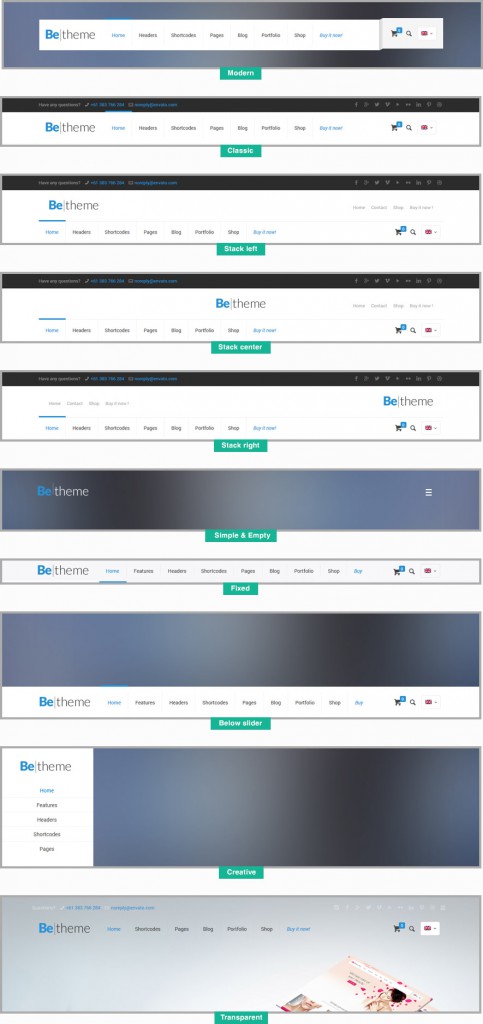 Be|theme Home Headers Shortcodes Pages Blog Portfolio Shop Buy it now!
Modern
Have any questions? +61 383 766 284 noreply@envato.com
Be|theme Home Headers Shortcodes Pages Blog Portfolio Shop Buy it now!
Classic
Have any questions? +61 383 766 284 noreply@envato.com
Be|theme Home Contact Shop Buy it now !
Home Headers Shortcodes Pages Blog Portfolio Shop Buy it now!
Stack left
Have any questions? +61 383 766 284 noreply@envato.com
Be|theme Home Contact Shop Buy it now !
Home Headers Shortcodes Pages Blog Portfolio Shop Buy it now!
Stack center
Have any questions? +61 383 766 284 noreply@envato.com
Home Contact Shop Buy it now ! Be|theme
Home Headers Shortcodes Pages Blog Portfolio Shop Buy it now!
Stack right
Be|theme
Simple & Empty
Be|theme Home Features Headers Shortcodes Pages Blog Portfolio Shop Buy
Fixed
Be|theme Home Features Headers Shortcodes Pages Blog Portfolio Shop Buy
Below slider
Be|theme
Home
Features
Headers
Shortcodes
Pages
Creative
+61 383 766 284 noreply@envato.com
Be|theme Home Headers Shortcodes Pages Blog Portfolio Shop Buy it now!
Transparent